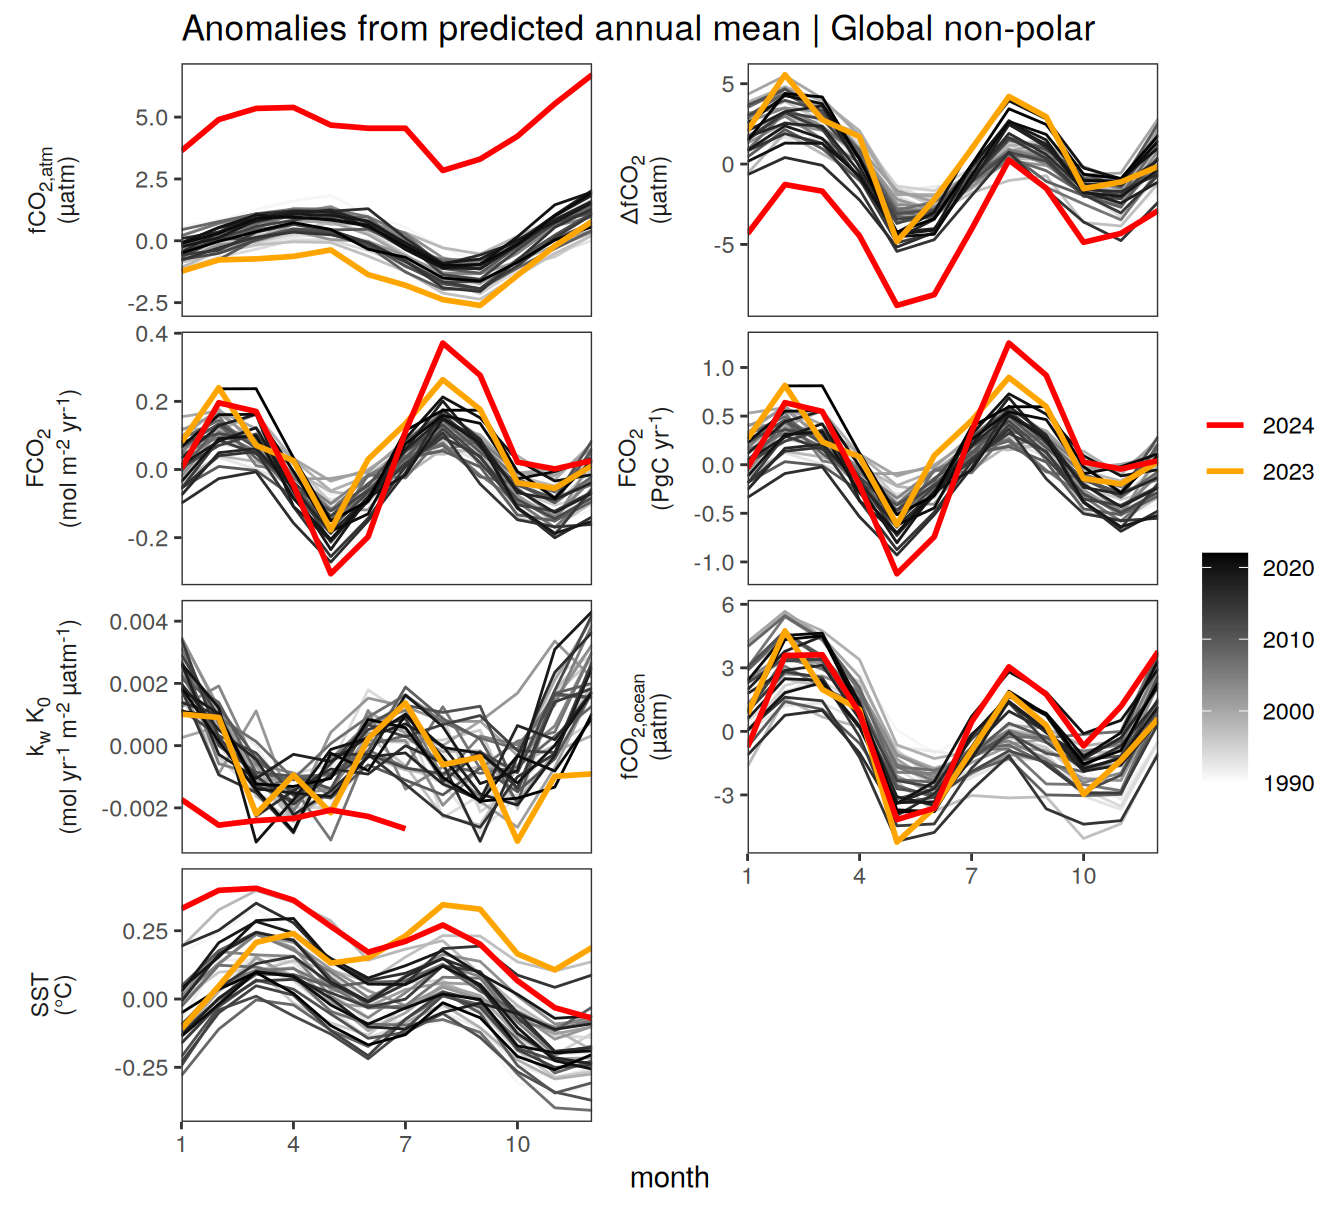 Anomalies from predicted annual mean | Global non-polar
fCO2,atm
(µatm)
5.0
2.5
0.0
-2.5
ΔfCO2
(µatm)
5
0
-5
FCO2
(mol m-2 yr-1)
0.4
0.2
0.0
-0.2
FCO2
(PgC yr-1)
1.0
0.5
0.0
-0.5
-1.0
kw K0
(mol yr-1 m-2 µatm-1)
0.004
0.002
0.000
-0.002
fCO2,ocean
(µatm)
6
3
0
-3
1 4 7 10
SST
(°C)
0.25
0.00
-0.25
1 4 7 10
month
2024
2023
2020
2010
2000
1990